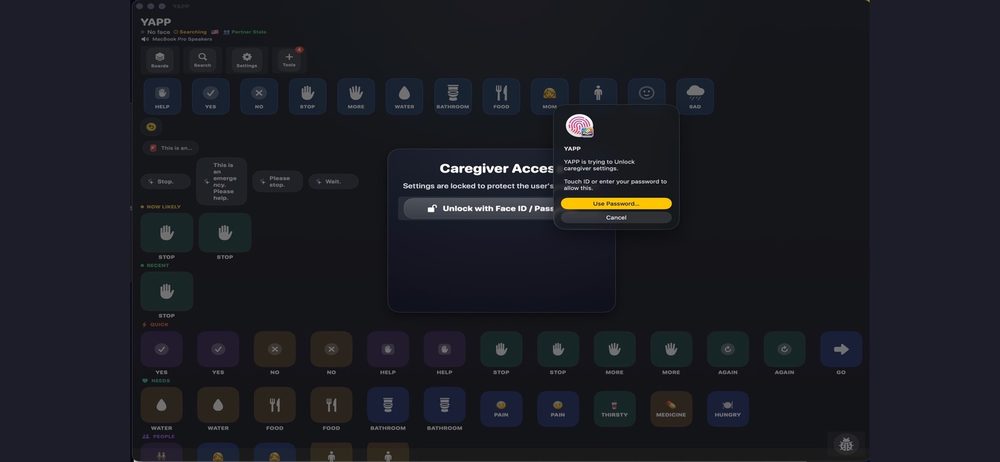 YAPP
YAPP
No face
Searching
Partner Stale
MacBook Pro Speakers
Boards
Search
Settings
Tools
4
HELP
YES
NO
STOP
MORE
WATER
BATHROOM
FOOD
MOM
SAD
This is an...
Stop.
This is
an
emerge
ncy.
Please
help.
Please
stop.
Wait.
NOW LIKELY
STOP
STOP
RECENT
STOP
QUICK
YES
YES
NO
NO
HELP
HELP
STOP
STOP
MORE
MORE
AGAIN
AGAIN
GO
NEEDS
WATER
WATER
FOOD
FOOD
BATHROOM
BATHROOM
PAIN
PAIN
THIRSTY
MEDICINE
HUNGRY
PEOPLE
Caregiver Acces
Settings are locked to protect the user's
Unlock with Face ID / Pass
YAPP
YAPP is trying to Unlock
caregiver settings.
Touch ID or enter your password to
allow this.
Use Password...
Cancel